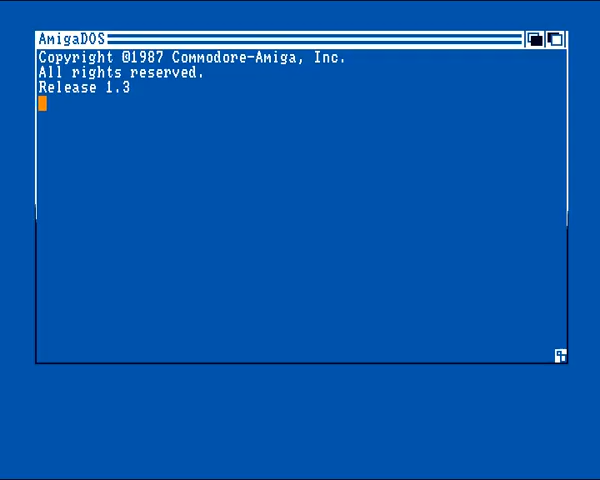 AmigaDOS
Copyright @1987 Commodore-Amiga, Inc.
All rights reserved.
Release 1.3